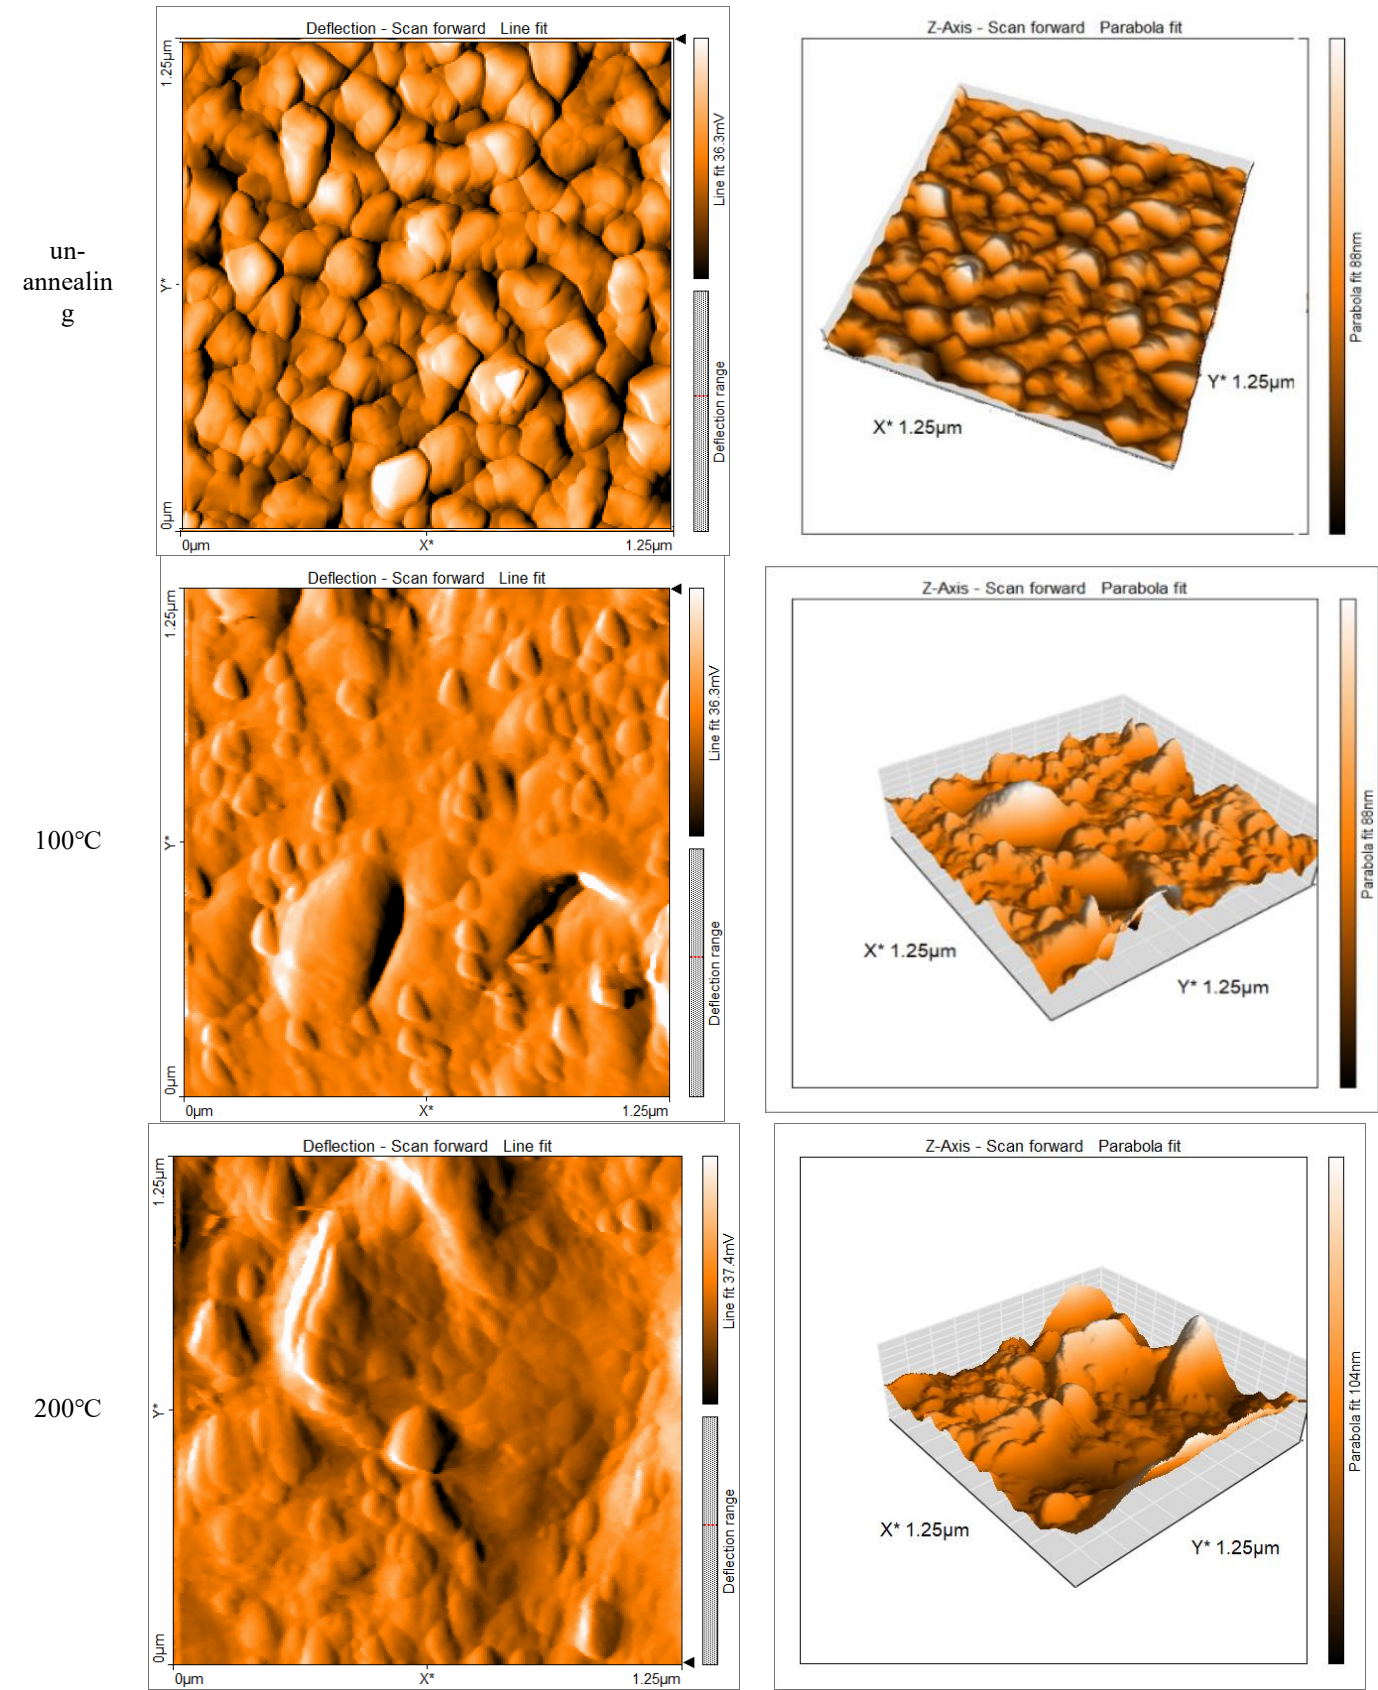 Deflection - Scan forward Line fit
1.25µm
Y*
0µm
0µm X* 1.25µm
Line fit 36.3mV
Deflection range
Z-Axis - Scan forward Parabola fit
X* 1.25µm
Y* 1.25µm
Parabola fit 88nm
un-
annealin
g
Deflection - Scan forward Line fit
1.25µm
Y*
0µm
0µm X* 1.25µm
Line fit 36.3mV
Deflection range
Z-Axis - Scan forward Parabola fit
X* 1.25µm
Y* 1.25µm
Parabola fit 88nm
100°C
Deflection - Scan forward Line fit
1.25µm
Y*
0µm
0µm X* 1.25µm
Line fit 37.4mV
Deflection range
Z-Axis - Scan forward Parabola fit
X* 1.25µm
Y* 1.25µm
Parabola fit 104nm
200°C